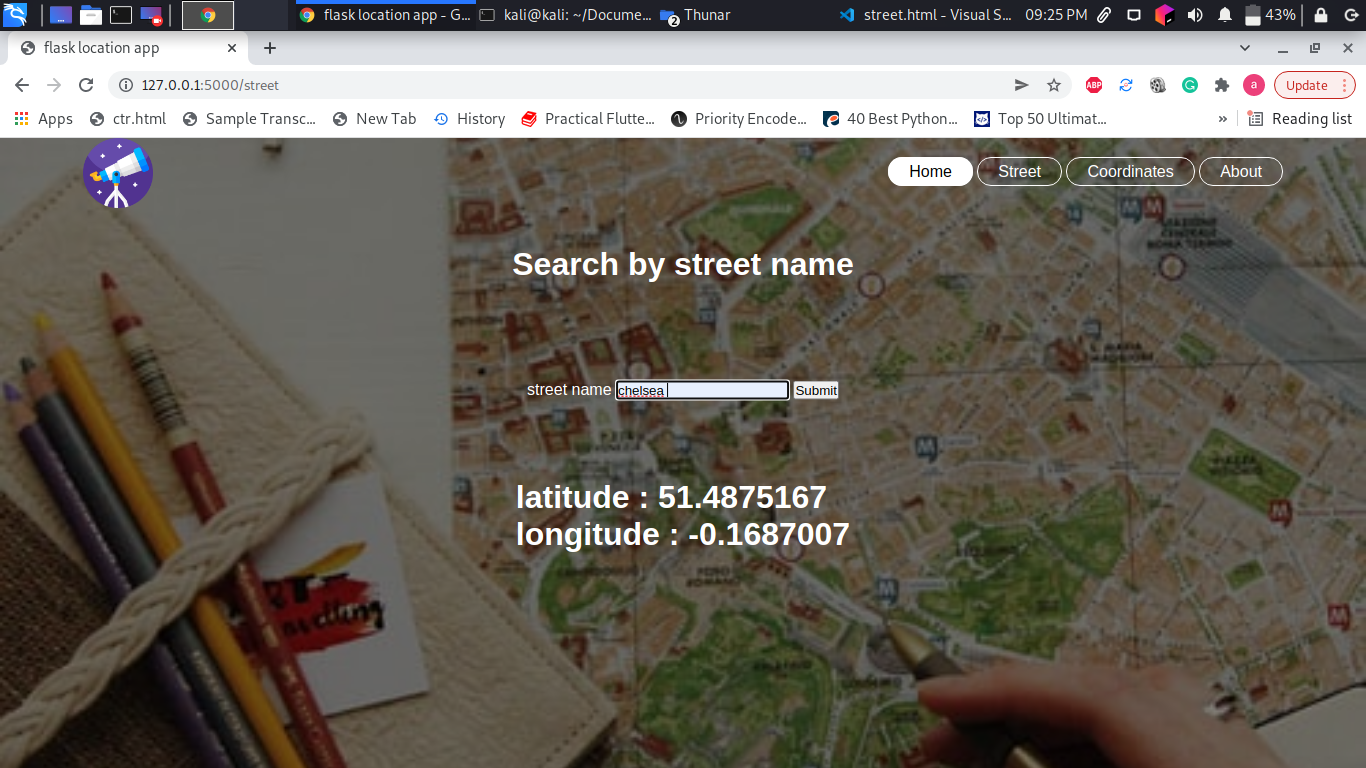 flask location app - G...
kali@kali: ~/Docume...
2 Thunar
street.html - Visual S...
09:25 PM
43%
flask location app
127.0.0.1:5000/street
ABP
G
a
Update
Apps
ctr.html
Sample Transc...
New Tab
History
Practical Flutte...
Priority Encode...
40 Best Python...
Top 50 Ultimat...
»
Reading list
Home
Street
Coordinates
About
Search by street name
street name chelsea Submit
latitude : 51.4875167
longitude : -0.1687007